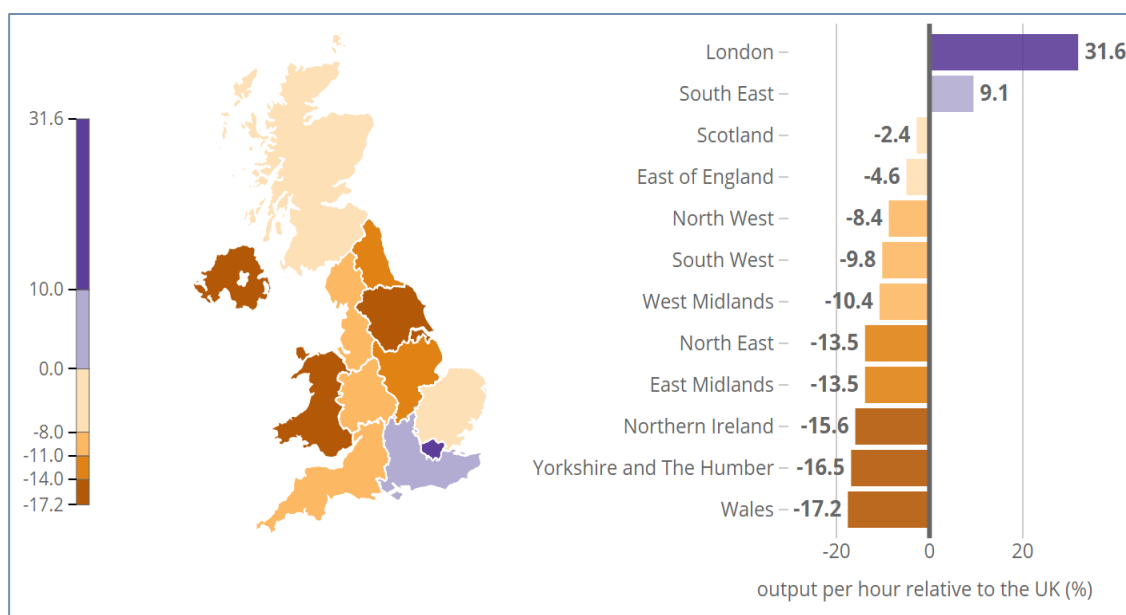 31.6
10.0
0.0
-8.0
-11.0
-14.0
-17.2
London 31.6
South East 9.1
Scotland -2.4
East of England -4.6
North West -8.4
South West -9.8
West Midlands -10.4
North East -13.5
East Midlands -13.5
Northern Ireland -15.6
Yorkshire and The Humber -16.5
Wales -17.2
-20 0 20
output per hour relative to the UK (%)